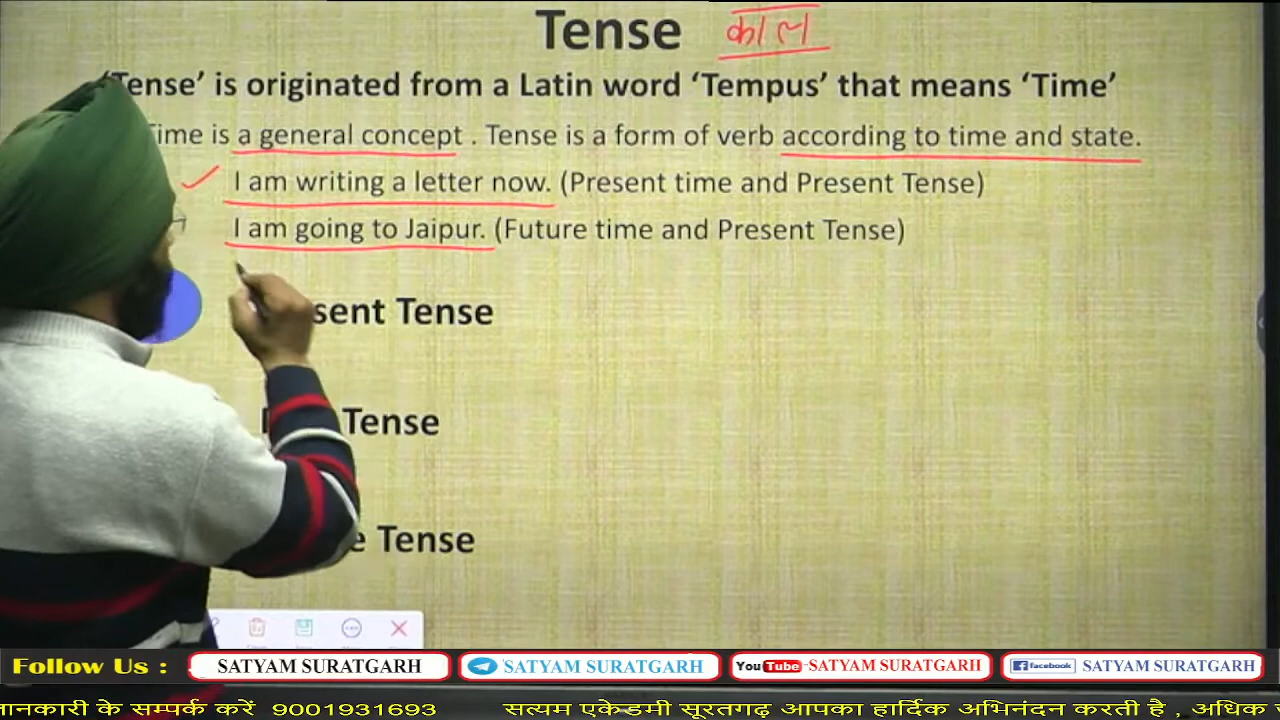 Tense काल
‘Tense’ is originated from a Latin word ‘Tempus’ that means ‘Time’
Time is a general concept . Tense is a form of verb according to time and state.
I am writing a letter now. (Present time and Present Tense)
I am going to Jaipur. (Future time and Present Tense)
sent Tense
Tense
e Tense
Follow Us : SATYAM SURATGARH SATYAM SURATGARH YouTube-SATYAM SURATGARH facebook SATYAM SURATGARH
जानकारी के सम्पर्क करें 9001931693 सत्यम एकेडमी सूरतगढ़ आपका हार्दिक अभिनंदन करती है , अधिक